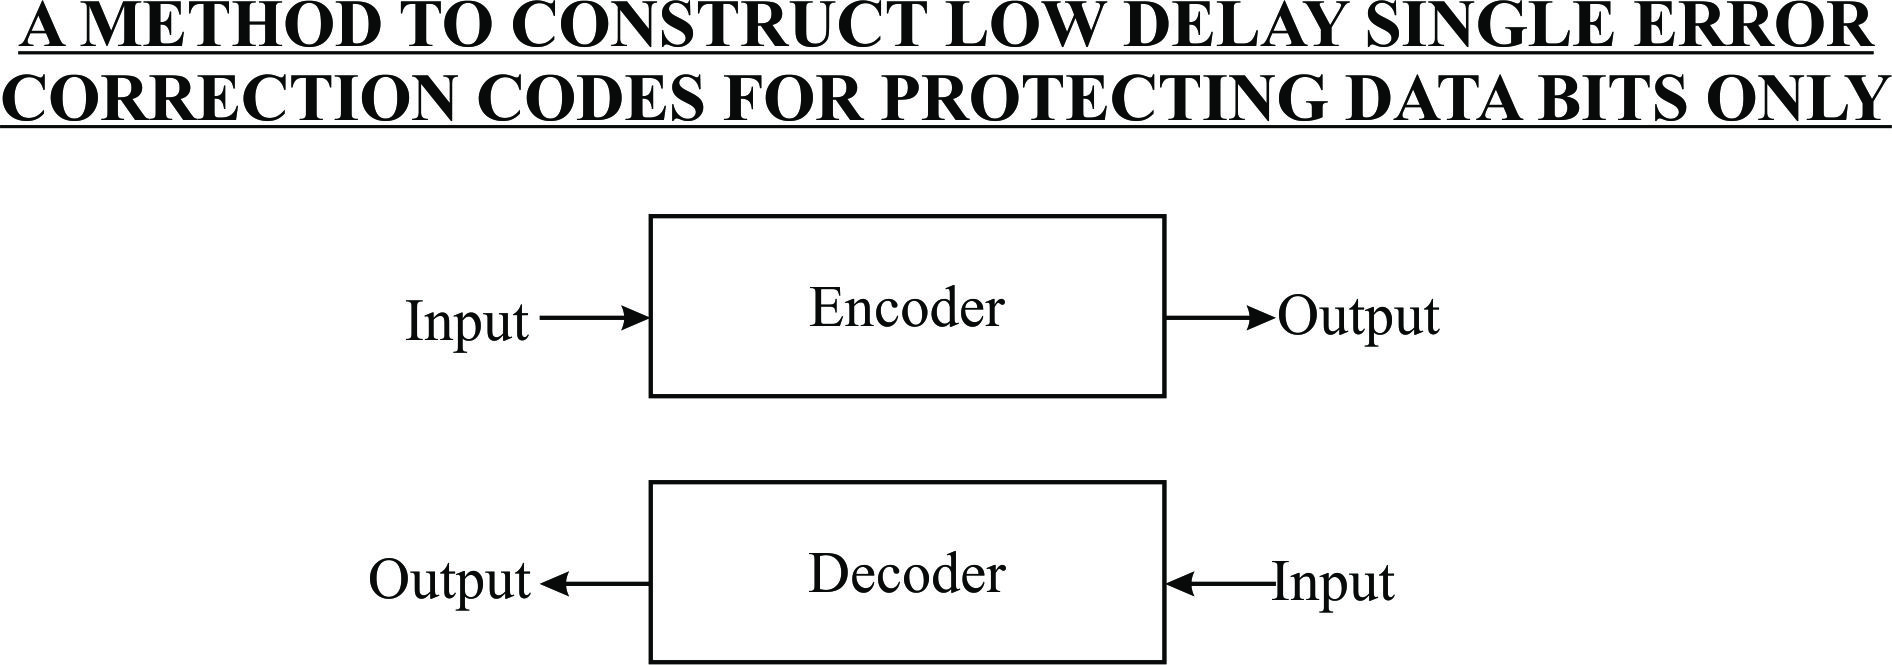 A METHOD TO CONSTRUCT LOW DELAY SINGLE ERROR
CORRECTION CODES FOR PROTECTING DATA BITS ONLY
Input
Encoder
Output
Output
Decoder
Input